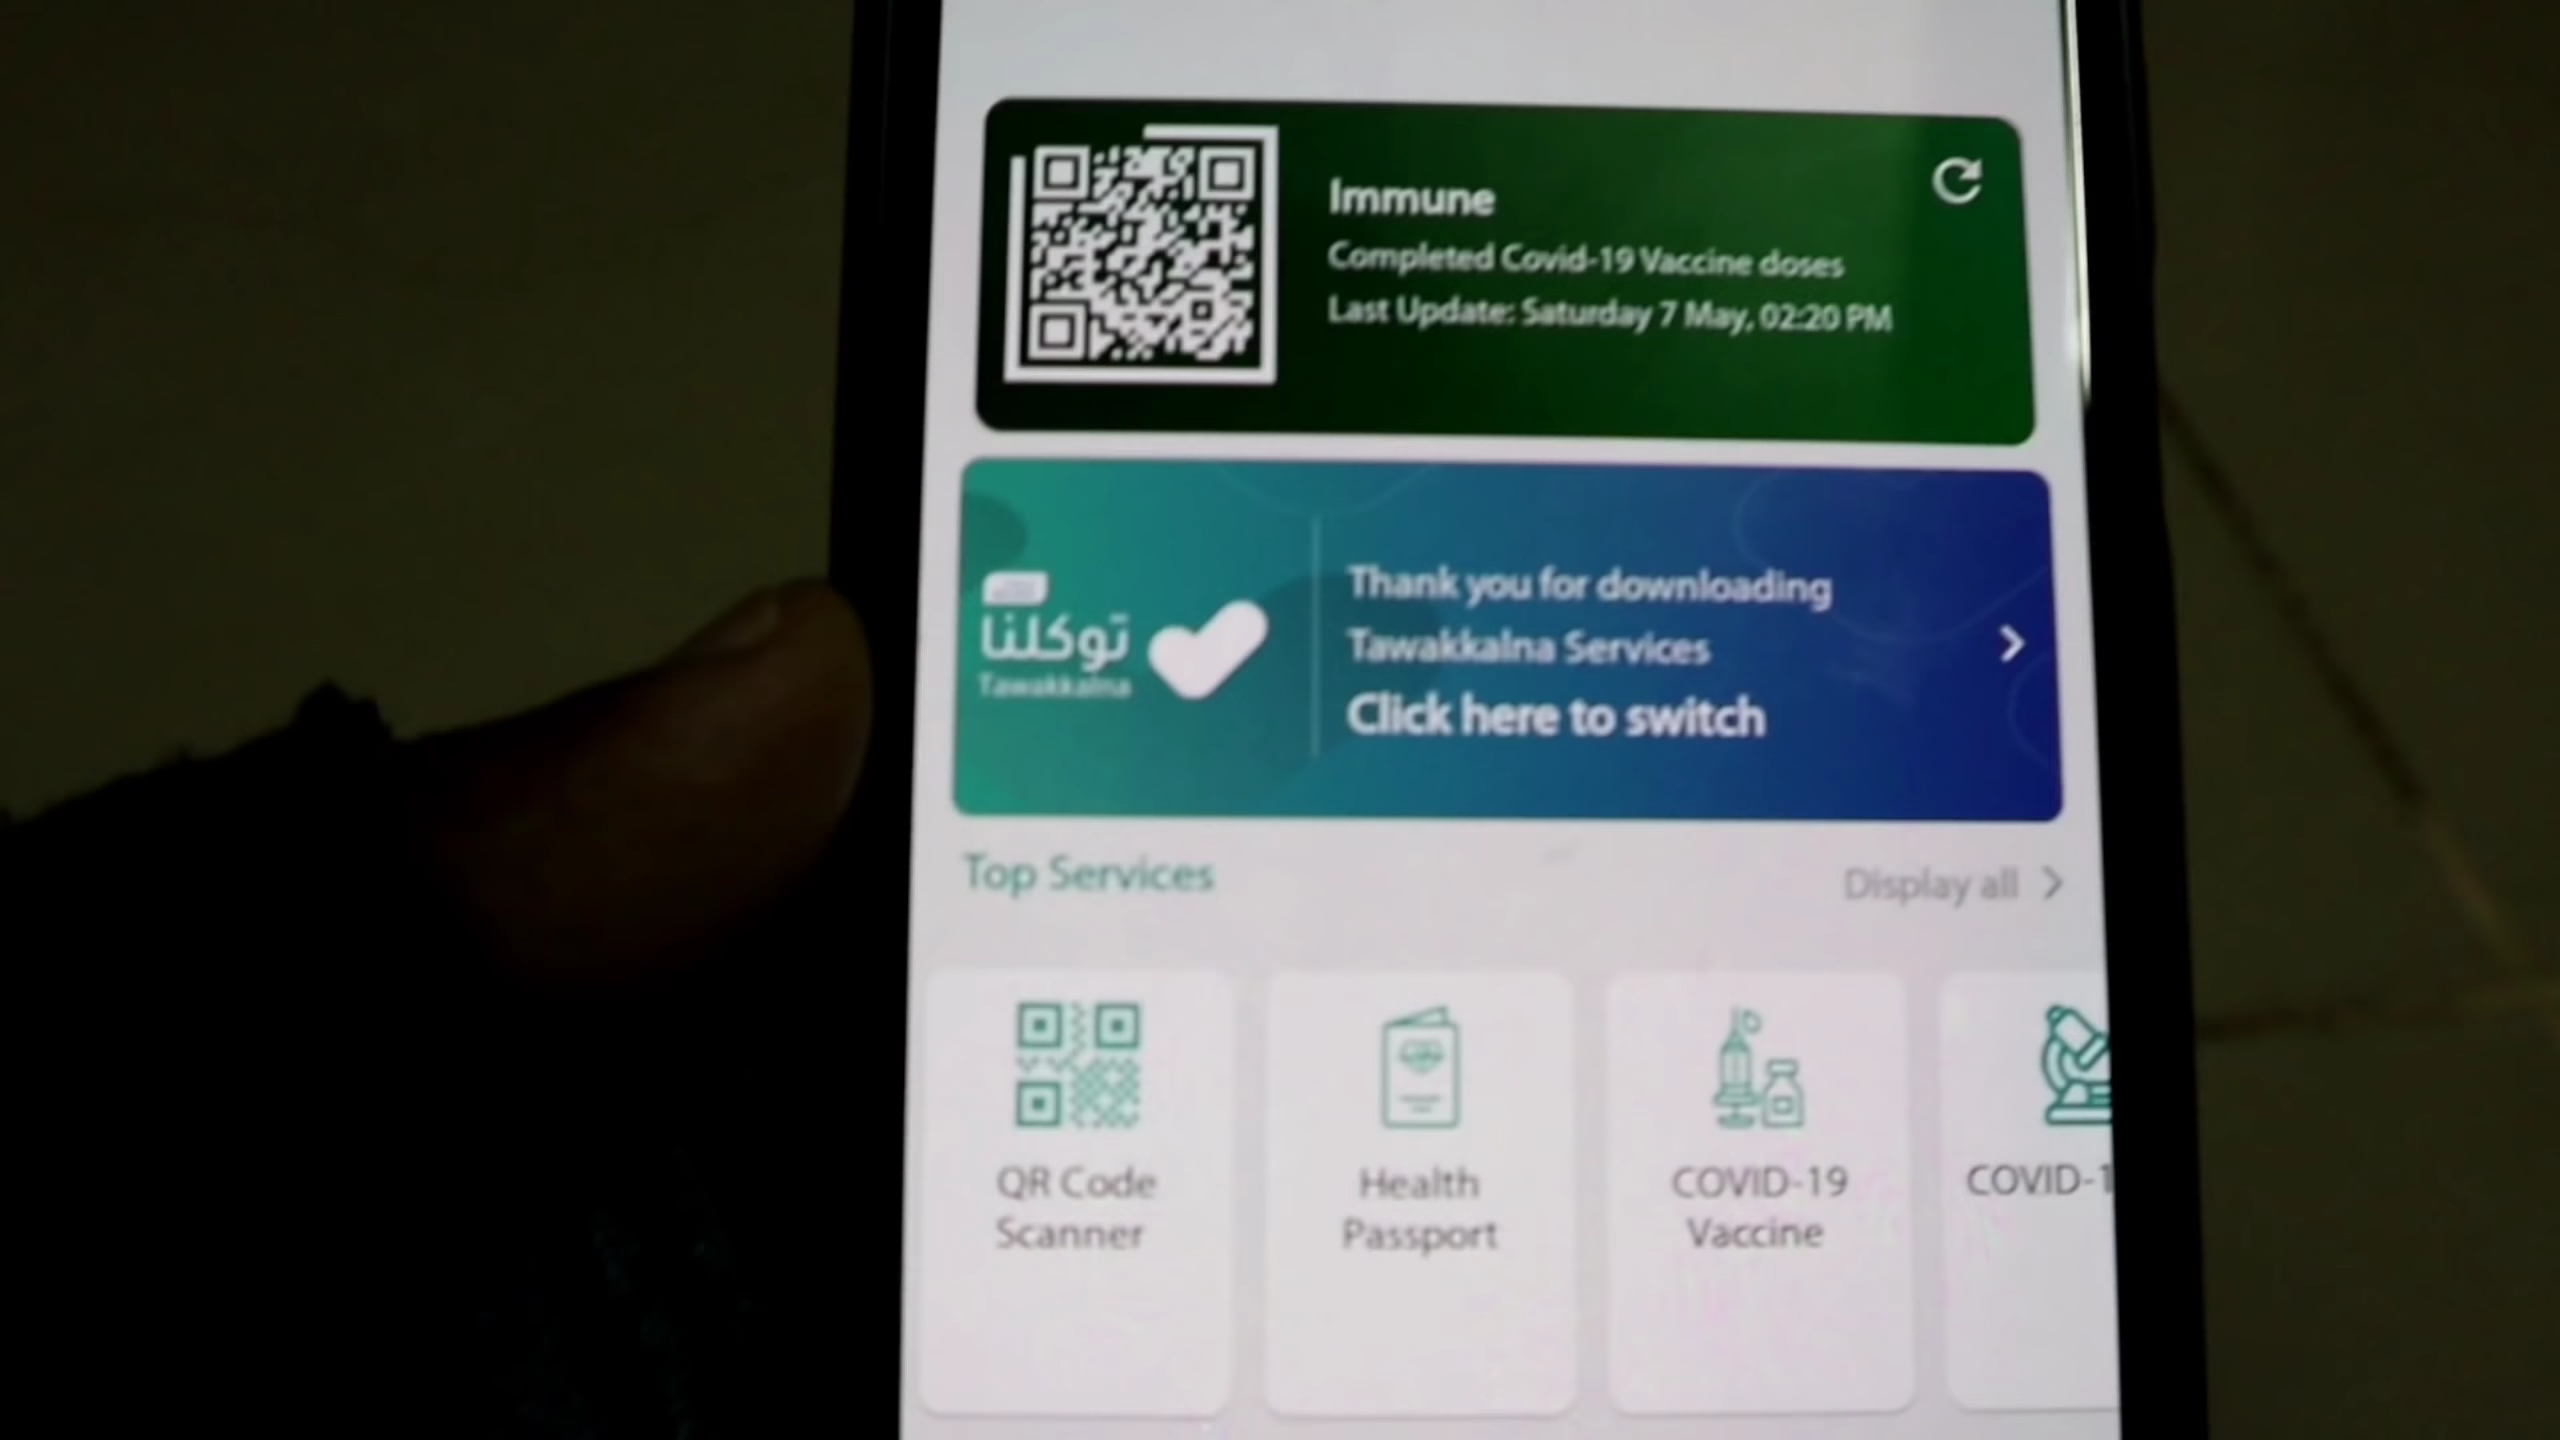 Immune
Completed Covid-19 Vaccine doses
Last Update: Saturday 7 May, 02:20 PM
توكلنا
Tawakkalna
Thank you for downloading
Tawakkalna Services
Click here to switch
Top Services
Display all
QR Code
Scanner
Health
Passport
COVID-19
Vaccine
COVID-1